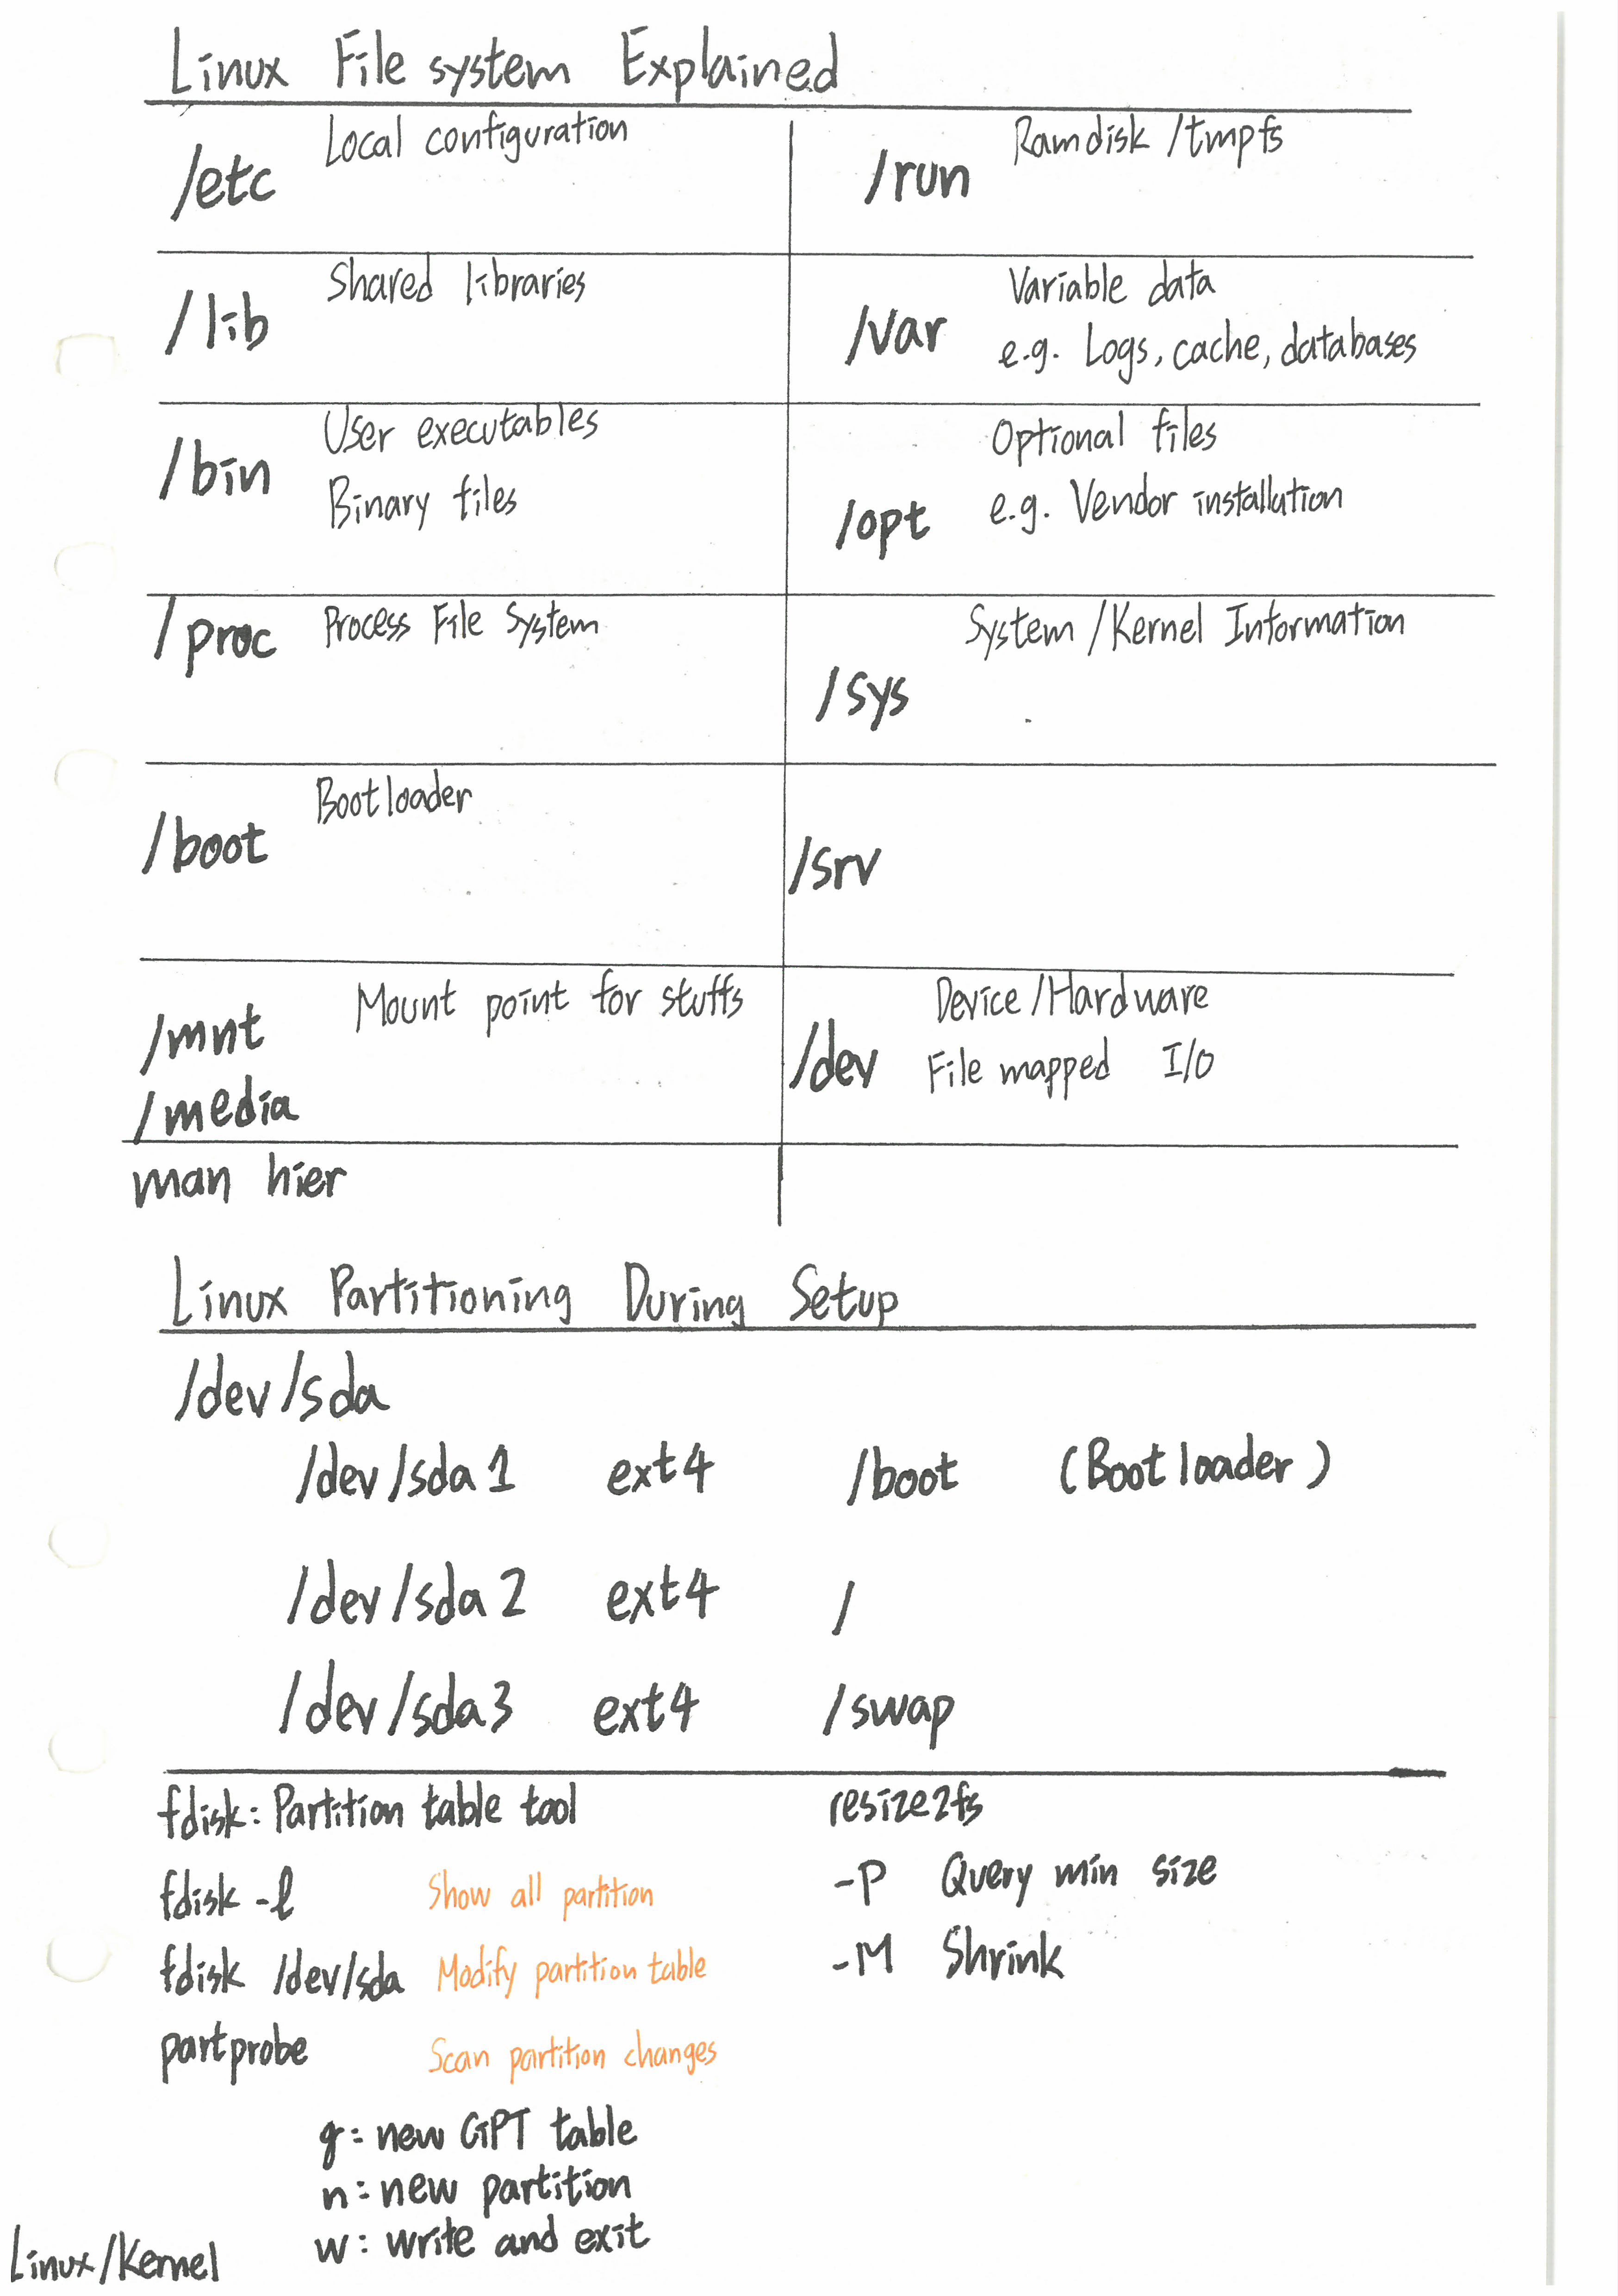 Linux File system Explained
/etc Local configuration
/run Ramdisk /tmpfs
/lib Shared libraries
/var Variable data
e.g. Logs, cache, databases
/bin User executables
Binary files
/opt Optional files
e.g. Vendor installution
/proc Process File System
/sys System /Kernel Information
/boot Bootloader
/srv
/mnt Mount point for stuffs
/media
/dev Device /Hardware
File mapped I/O
man hier
Linux Partitioning During Setup
/dev/sda
/dev/sda1 ext4 /boot (Bootloader)
/dev/sda2 ext4 /
/dev/sda3 ext4 /swap
fdisk: Partition table tool
fdisk -l Show all partition
fdisk /dev/sda Modify partition table
partprobe Scan partition changes
g = new GPT table
n = new partition
w : write and exit
resize2fs
-P Query min size
-M Shrink
Linux/Kernel